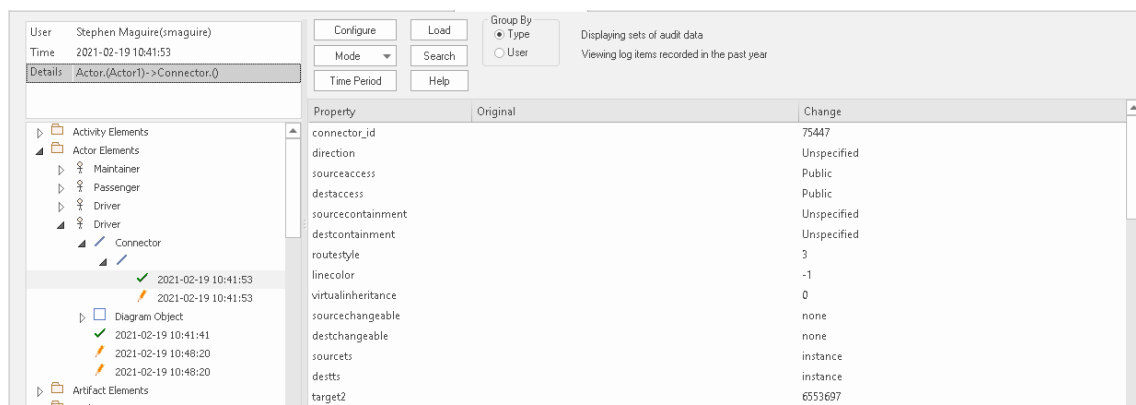 User Stephen Maguire(smaguire)
Time 2021-02-19 10:41:53
Details Actor.(Actor1)->Connector.()
Configure Load
Mode Search
Time Period Help
Group By
Type
User
Displaying sets of audit data
Viewing log items recorded in the past year
Activity Elements
Actor Elements
Maintainer
Passenger
Driver
Driver
Connector
2021-02-19 10:41:53
2021-02-19 10:41:53
Diagram Object
2021-02-19 10:41:41
2021-02-19 10:48:20
2021-02-19 10:48:20
Artifact Elements
Property Original Change
connector_id 75447
direction Unspecified
sourceaccess Public
destaccess Public
sourcecontainment Unspecified
destcontainment Unspecified
routestyle 3
linecolor -1
virtualinheritance 0
sourcechangeable none
destchangeable none
sourcets instance
destts instance
target2 6553697